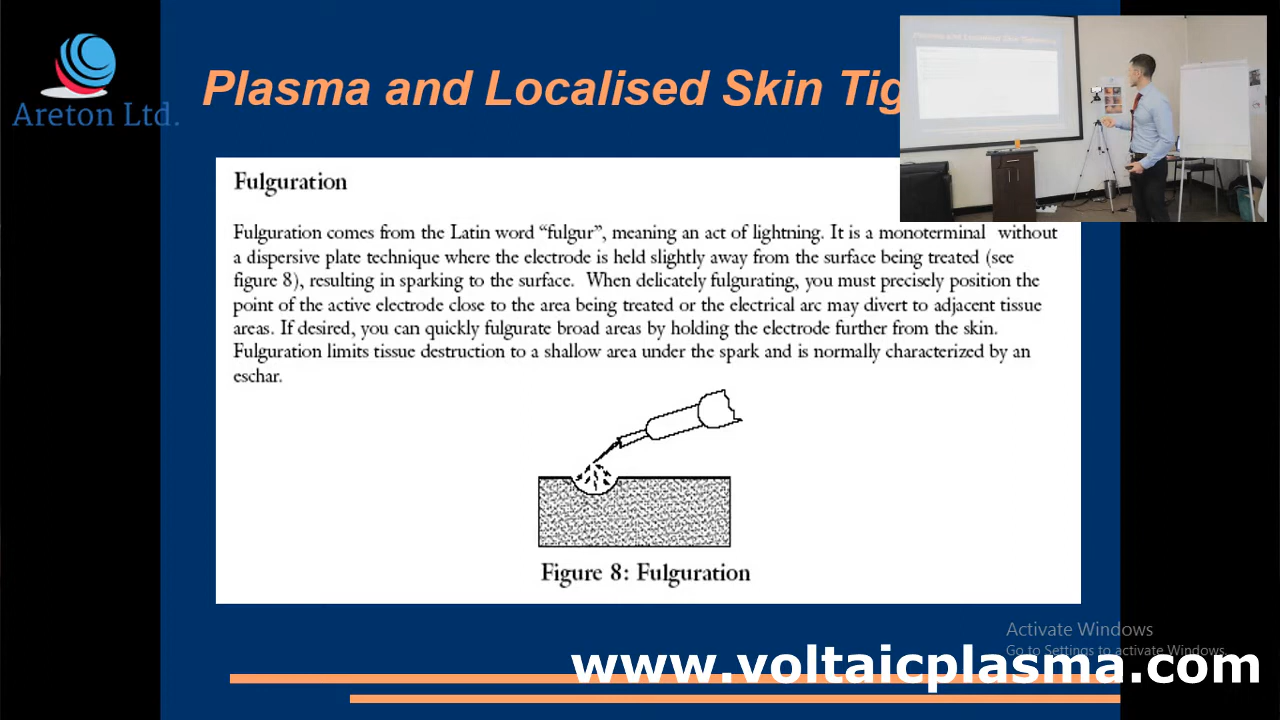 Areton Ltd.
Plasma and Localised Skin Tig
Fulguration
Fulguration comes from the Latin word “fulgur”, meaning an act of lightning. It is a monoterminal without
a dispersive plate technique where the electrode is held slightly away from the surface being treated (see
figure 8), resulting in sparking to the surface. When delicately fulgurating, you must precisely position the
point of the active electrode close to the area being treated or the electrical arc may divert to adjacent tissue
areas. If desired, you can quickly fulgurate broad areas by holding the electrode further from the skin.
Fulguration limits tissue destruction to a shallow area under the spark and is normally characterized by an
eschar.
Figure 8: Fulguration
Activate Windows
Go to Settings to activate Windows.
www.voltaicplasma.com